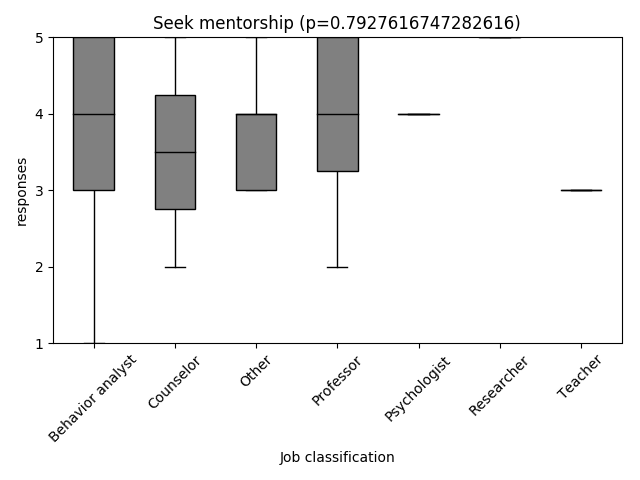 Seek mentorship (p=0.7927616747282616)
5
4
3
2
1
responses
Behavior analyst
Counselor
Other
Professor
Psychologist
Researcher
Teacher
Job classification